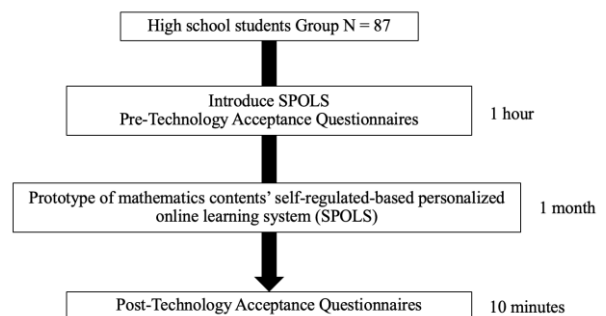 High school students Group N = 87
Introduce SPOLS
Pre-Technology Acceptance Questionnaires
1 hour
Prototype of mathematics contents' self-regulated-based personalized
online learning system (SPOLS)
1 month
Post-Technology Acceptance Questionnaires
10 minutes